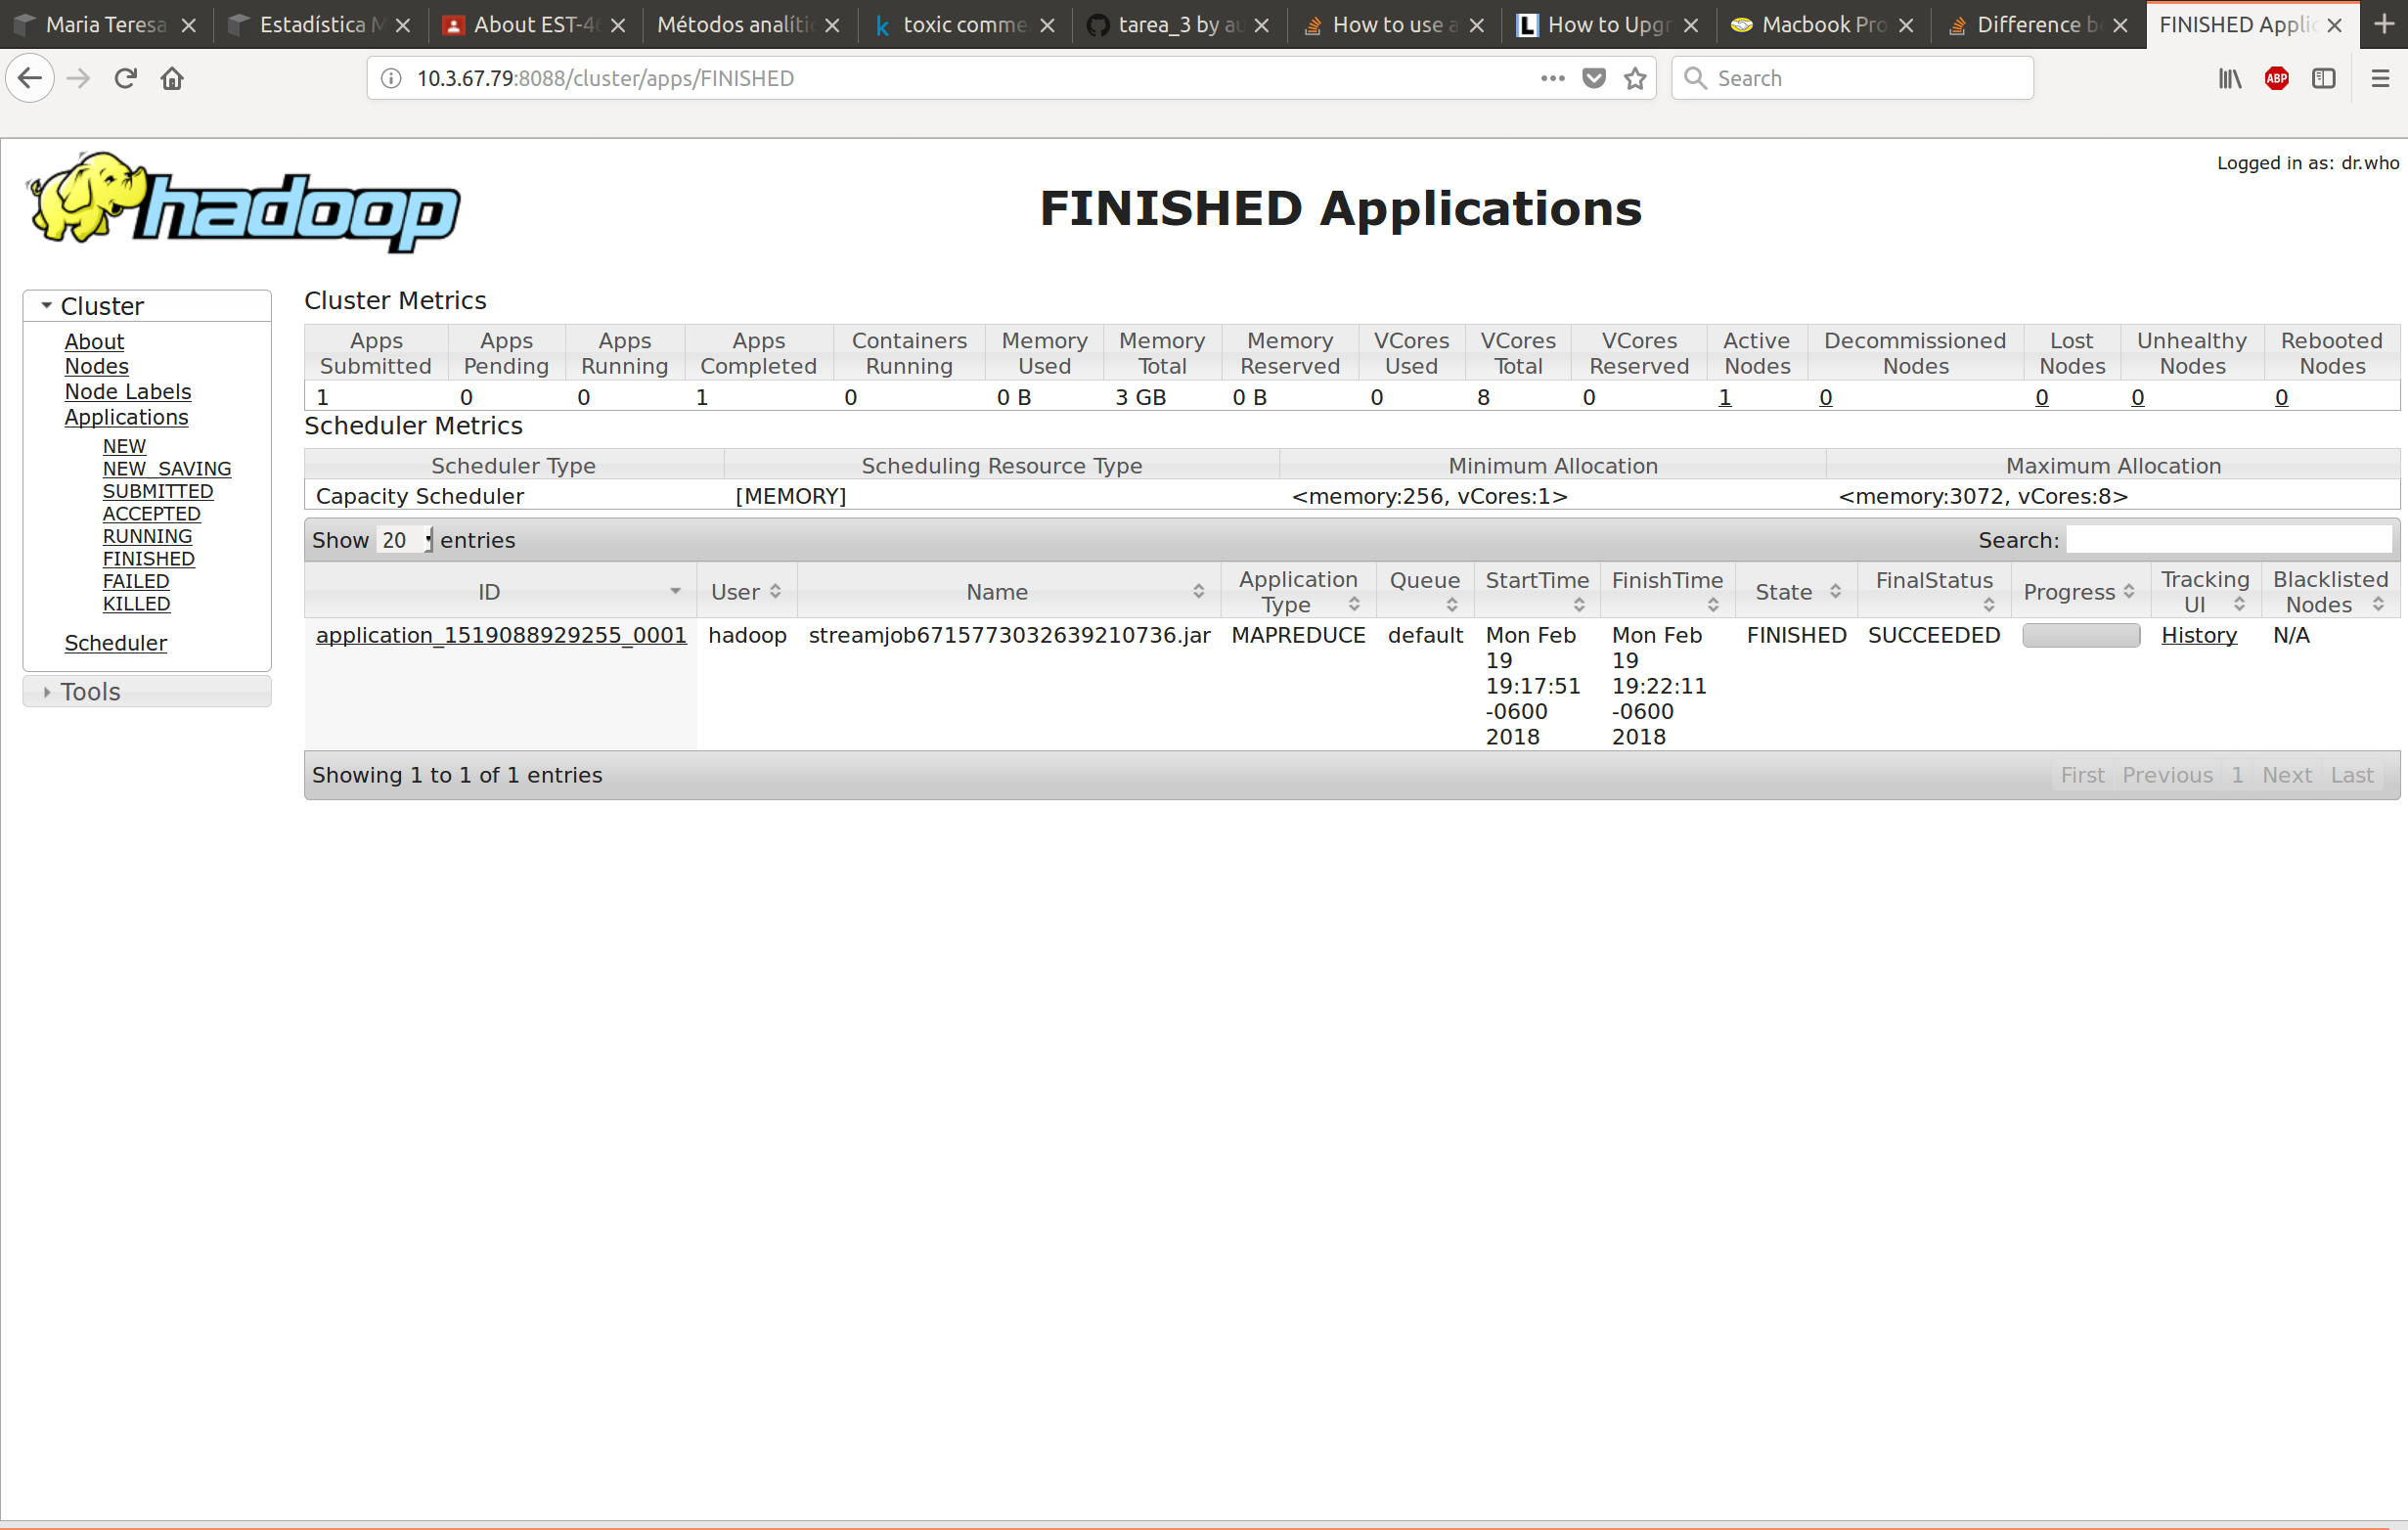 Maria Teresa
Estadística M
About EST-46
Métodos analíti
toxic comme
tarea_3 by au
How to use a
How to Upgr
Macbook Pro
Difference b
FINISHED Applic
10.3.67.79:8088/cluster/apps/FINISHED
Search
ABP
Logged in as: dr.who
hadoop
FINISHED Applications
Cluster
About
Nodes
Node Labels
Applications
NEW
NEW_SAVING
SUBMITTED
ACCEPTED
RUNNING
FINISHED
FAILED
KILLED
Scheduler
Tools
Cluster Metrics
Apps Submitted Apps Pending Apps Running Apps Completed Containers Running Memory Used Memory Total Memory Reserved VCores Used VCores Total VCores Reserved Active Nodes Decommissioned Nodes Lost Nodes Unhealthy Nodes Rebooted Nodes
1 0 0 1 0 0 B 3 GB 0 B 0 8 0 1 0 0 0 0
Scheduler Metrics
Scheduler Type Scheduling Resource Type Minimum Allocation Maximum Allocation
Capacity Scheduler [MEMORY] <memory:256, vCores:1> <memory:3072, vCores:8>
Show 20 entries Search:
ID User Name Application Type Queue StartTime FinishTime State FinalStatus Progress Tracking UI Blacklisted Nodes
application_1519088929255_0001 hadoop streamjob6715773032639210736.jar MAPREDUCE default Mon Feb 19 19:17:51 -0600 2018 Mon Feb 19 19:22:11 -0600 2018 FINISHED SUCCEEDED History N/A
Showing 1 to 1 of 1 entries First Previous 1 Next Last